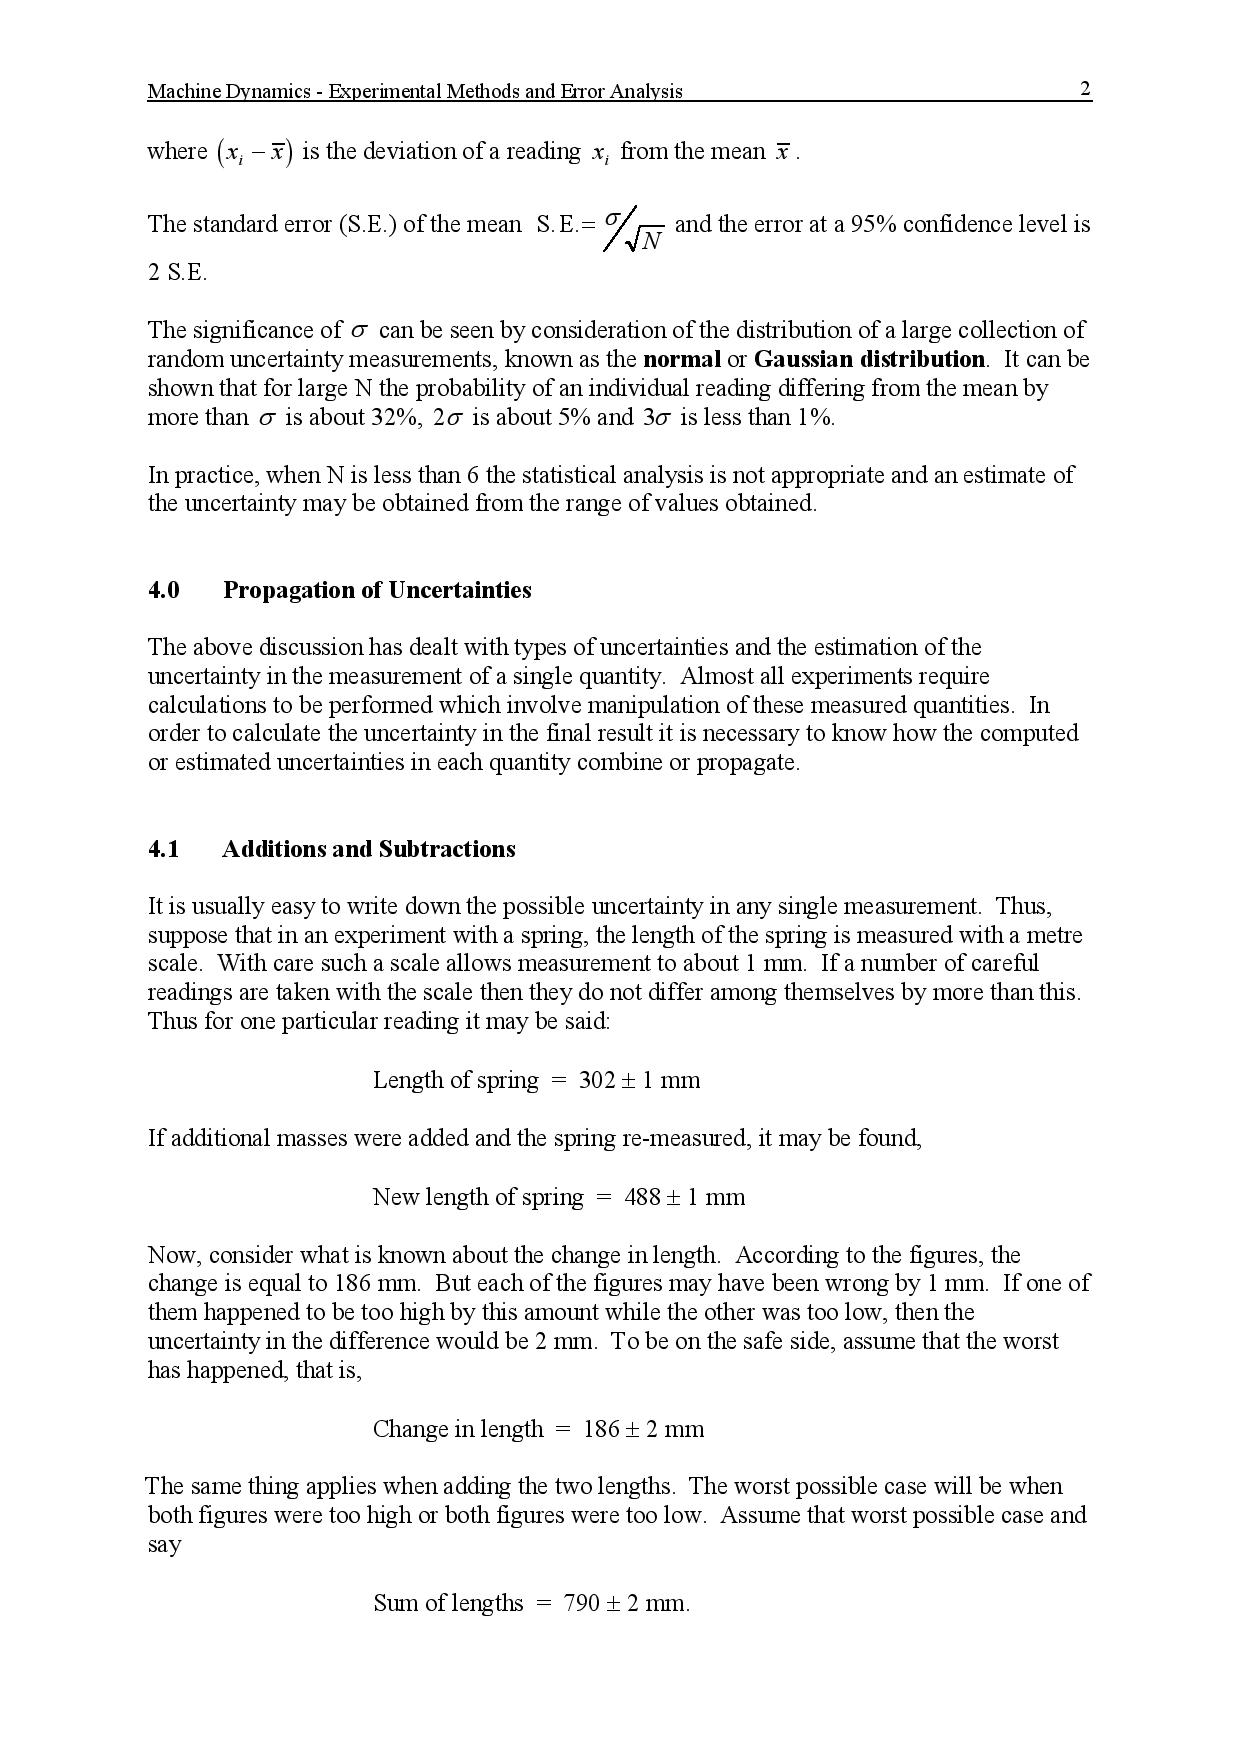 Machine Dynamics - Experimental Methods and Error Analysis 2
where (xᵢ − x̅) is the deviation of a reading xᵢ from the mean x̅ .
The standard error (S.E.) of the mean S.E.= σ/√N and the error at a 95% confidence level is
2 S.E.
The significance of σ can be seen by consideration of the distribution of a large collection of
random uncertainty measurements, known as the normal or Gaussian distribution. It can be
shown that for large N the probability of an individual reading differing from the mean by
more than σ is about 32%, 2σ is about 5% and 3σ is less than 1%.
In practice, when N is less than 6 the statistical analysis is not appropriate and an estimate of
the uncertainty may be obtained from the range of values obtained.
4.0 Propagation of Uncertainties
The above discussion has dealt with types of uncertainties and the estimation of the
uncertainty in the measurement of a single quantity. Almost all experiments require
calculations to be performed which involve manipulation of these measured quantities. In
order to calculate the uncertainty in the final result it is necessary to know how the computed
or estimated uncertainties in each quantity combine or propagate.
4.1 Additions and Subtractions
It is usually easy to write down the possible uncertainty in any single measurement. Thus,
suppose that in an experiment with a spring, the length of the spring is measured with a metre
scale. With care such a scale allows measurement to about 1 mm. If a number of careful
readings are taken with the scale then they do not differ among themselves by more than this.
Thus for one particular reading it may be said:
Length of spring = 302 ± 1 mm
If additional masses were added and the spring re-measured, it may be found,
New length of spring = 488 ± 1 mm
Now, consider what is known about the change in length. According to the figures, the
change is equal to 186 mm. But each of the figures may have been wrong by 1 mm. If one of
them happened to be too high by this amount while the other was too low, then the
uncertainty in the difference would be 2 mm. To be on the safe side, assume that the worst
has happened, that is,
Change in length = 186 ± 2 mm
The same thing applies when adding the two lengths. The worst possible case will be when
both figures were too high or both figures were too low. Assume that worst possible case and
say
Sum of lengths = 790 ± 2 mm.